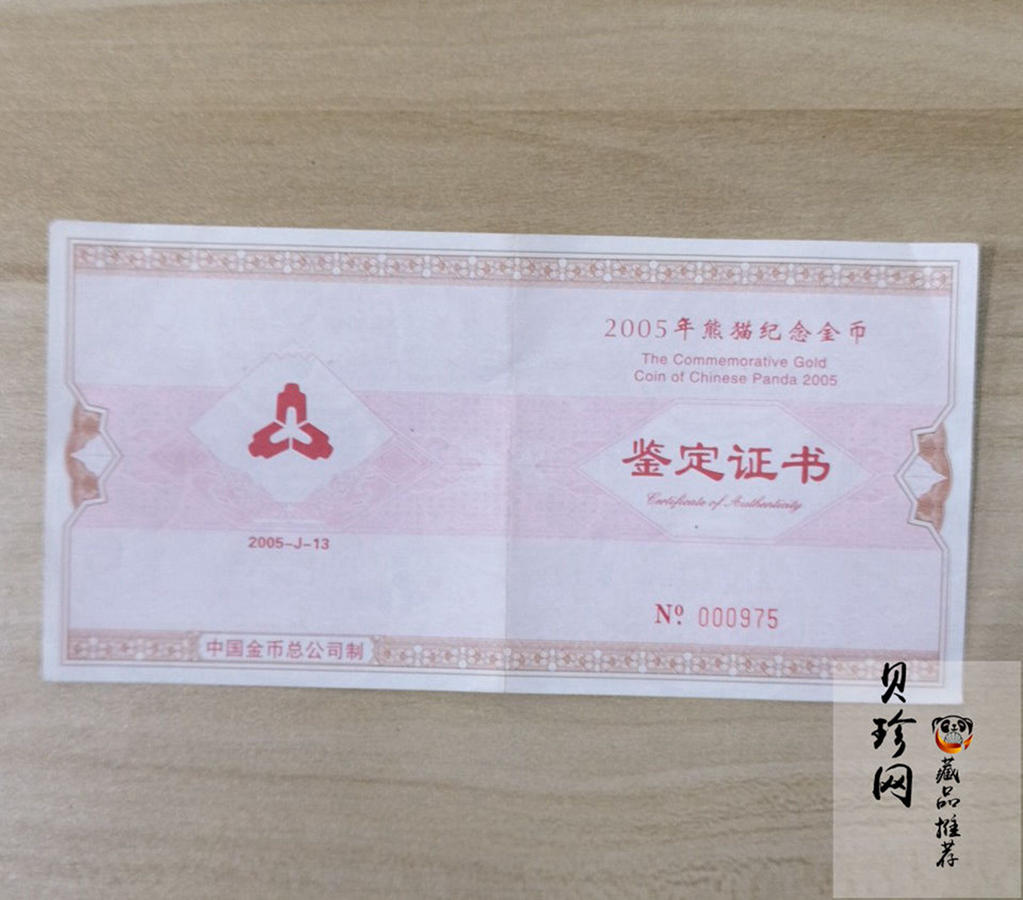 2005年熊猫纪念金币
The Commemorative Gold
Coin of Chinese Panda 2005
鉴定证书
Certificate of Authenticity
2005-J-13
Nº 000975
中国金币总公司制
贝珍网
藏品推荐